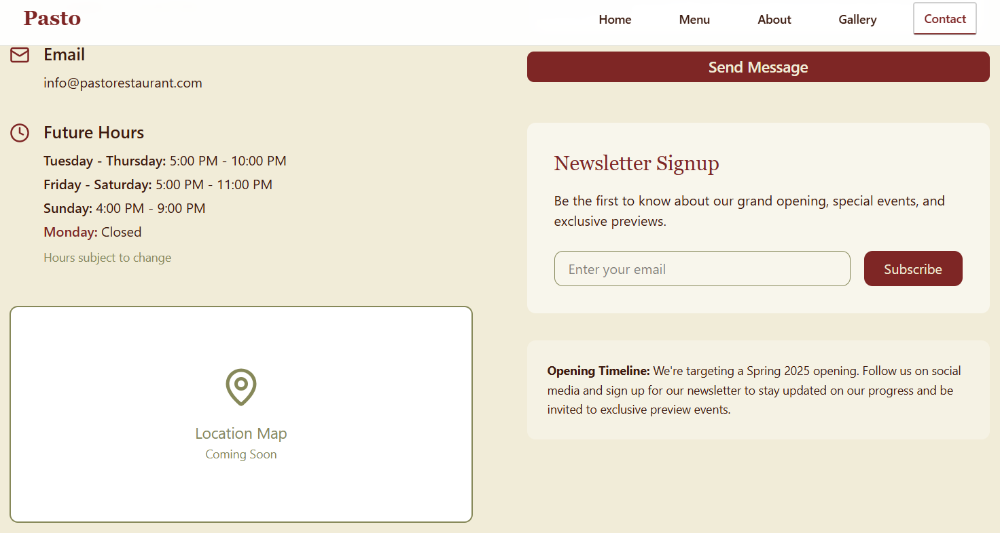 Pasto
Home Menu About Gallery Contact
Email
info@pastorestaurant.com
Future Hours
Tuesday - Thursday: 5:00 PM - 10:00 PM
Friday - Saturday: 5:00 PM - 11:00 PM
Sunday: 4:00 PM - 9:00 PM
Monday: Closed
Hours subject to change
Location Map
Coming Soon
Send Message
Newsletter Signup
Be the first to know about our grand opening, special events, and
exclusive previews.
Enter your email
Subscribe
Opening Timeline: We're targeting a Spring 2025 opening. Follow us on social
media and sign up for our newsletter to stay updated on our progress and be
invited to exclusive preview events.